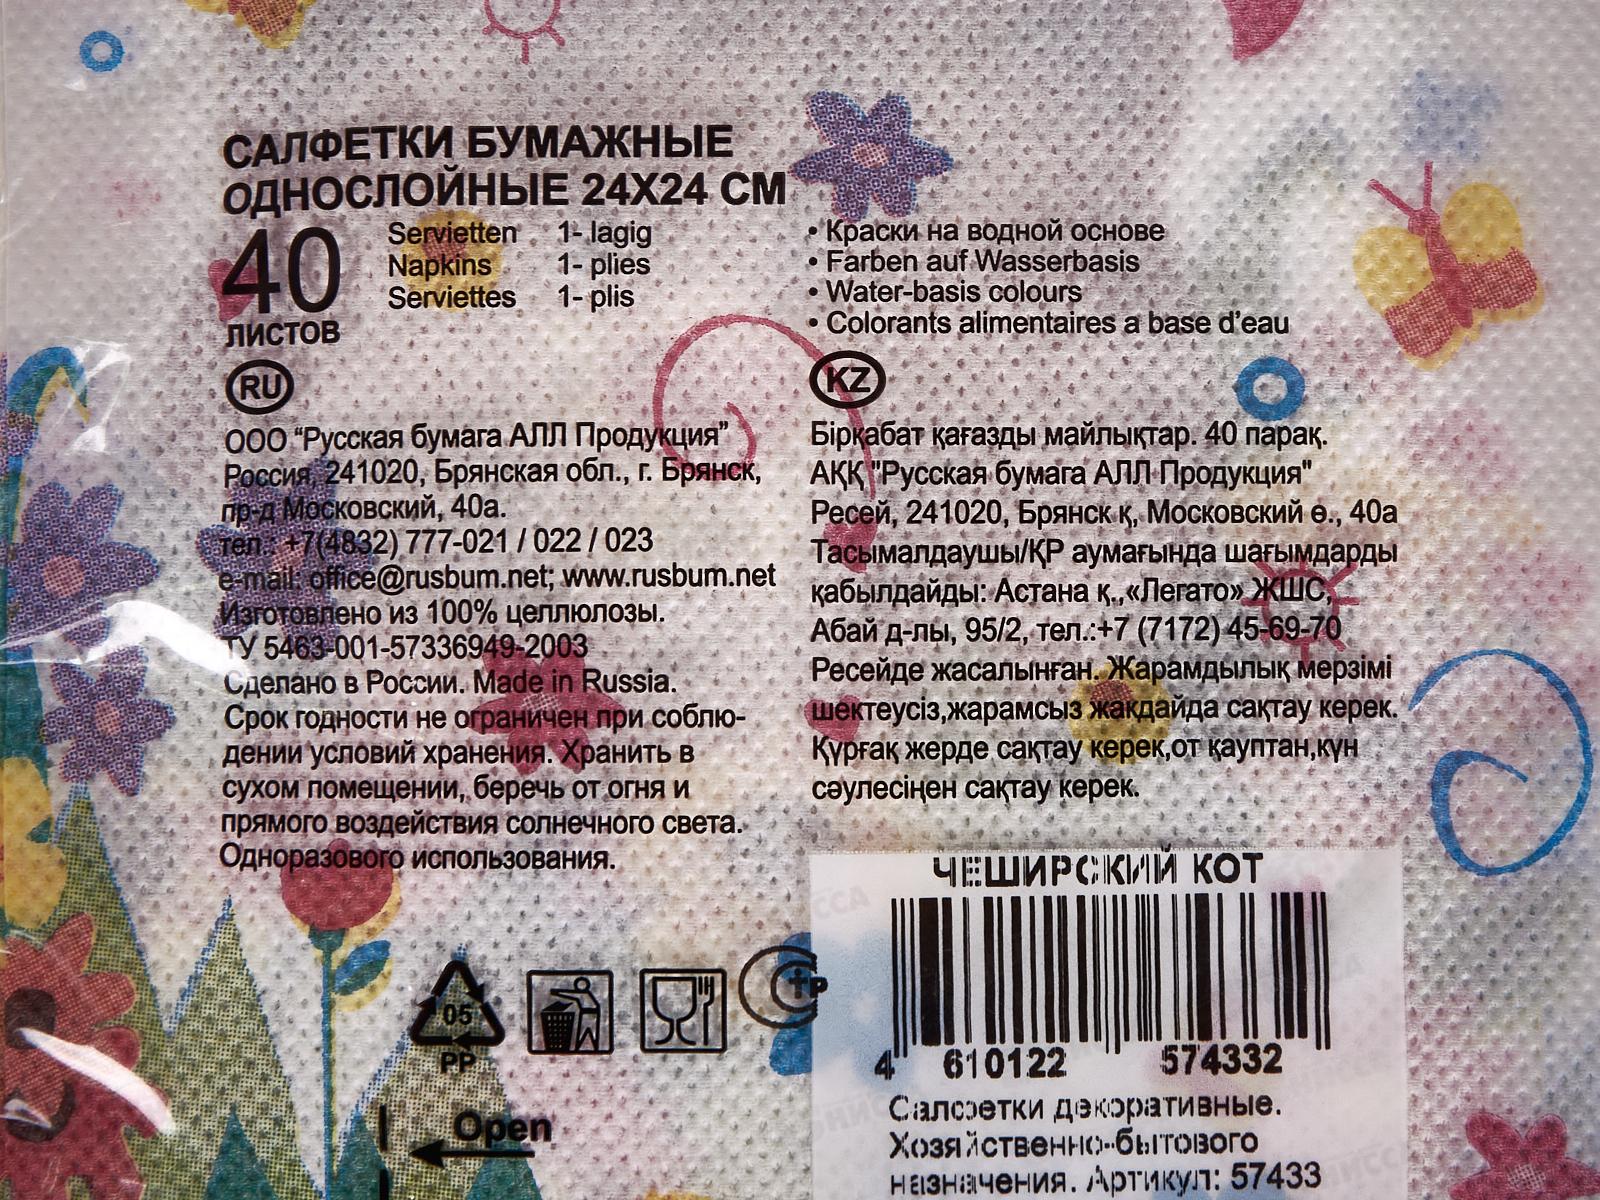 САЛФЕТКИ БУМАЖНЫЕ
ОДНОСЛОЙНЫЕ 24X24 СМ
40
ЛИСТОВ
Servietten 1- lagig
Napkins 1- plies
Serviettes 1- plis
• Краски на водной основе
• Farben auf Wasserbasis
• Water-basis colours
• Colorants alimentaires a base d'eau
RU
ООО “Русская бумага АЛЛ Продукция”
Россия, 241020, Брянская обл., г. Брянск,
пр-д Московский, 40а.
тел.: +7(4832) 777-021 / 022 / 023
e-mail: office@rusbum.net; www.rusbum.net
Изготовлено из 100% целлюлозы.
ТУ 5463-001-57336949-2003
Сделано в России. Made in Russia.
Срок годности не ограничен при соблю-
дении условий хранения. Хранить в
сухом помещении, беречь от огня и
прямого воздействия солнечного света.
Одноразового использования.
KZ
Бірқабат қағазды майлықтар. 40 парақ.
АҚҚ "Русская бумага АЛЛ Продукция"
Ресей, 241020, Брянск қ, Московский ө., 40а
Тасымалдаушы/ҚР аумағында шағымдарды
қабылдайды: Астана қ.,«Легато» ЖШС,
Абай д-лы, 95/2, тел.:+7 (7172) 45-69-70
Ресейде жасалынған. Жарамдылық мерзімі
шектеусіз,жарамсыз жакдайда сақтау керек.
Құрғақ жерде сақтау керек,от қауптан,күн
сәулесіңен сақтау керек.
05
PP
Open
ЧЕШИРСКИЙ КОТ
4 610122 574332
Салфетки декоративные.
Хозяйственно-бытового
назначения. Артикул: 57433